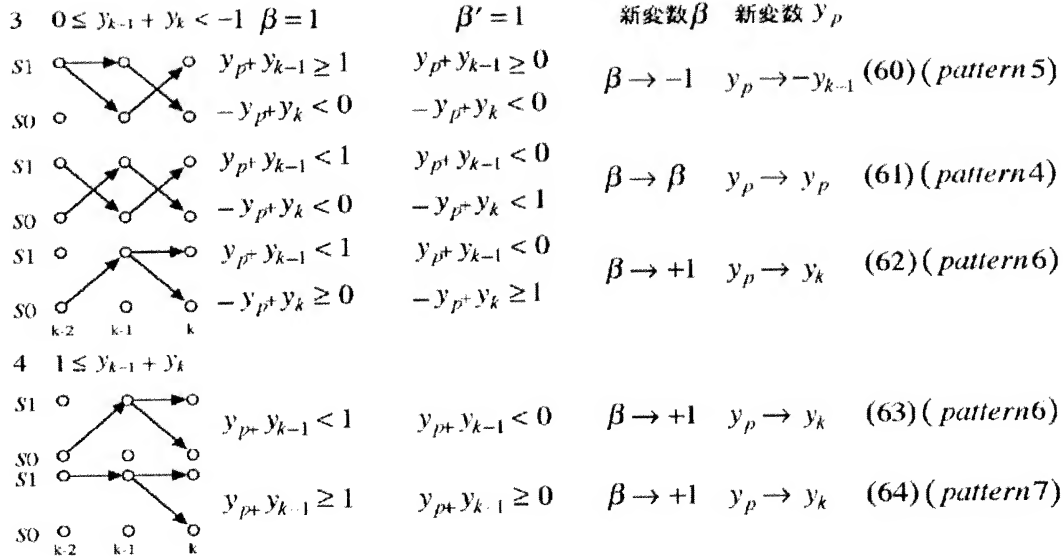 3 0 ≤ y_{k-1} + y_k < -1 β = 1 β′ = 1 新変数 β 新変数 y_p
S1 y_p + y_{k-1} ≥ 1 y_p + y_{k-1} ≥ 0
β → -1 y_p → -y_{k-1} (60) (pattern5)
S0 -y_p + y_k < 0 -y_p + y_k < 0
S1 y_p + y_{k-1} < 1 y_p + y_{k-1} < 0
β → β y_p → y_p (61) (pattern4)
S0 -y_p + y_k < 0 -y_p + y_k < 1
S1 y_p + y_{k-1} < 1 y_p + y_{k-1} < 0
β → +1 y_p → y_k (62) (pattern6)
S0 -y_p + y_k ≥ 0 -y_p + y_k ≥ 1
k-2 k-1 k
4 1 ≤ y_{k-1} + y_k
S1
y_p + y_{k-1} < 1 y_p + y_{k-1} < 0 β → +1 y_p → y_k (63) (pattern6)
S0
S1
y_p + y_{k-1} ≥ 1 y_p + y_{k-1} ≥ 0 β → +1 y_p → y_k (64) (pattern7)
S0
k-2 k-1 k